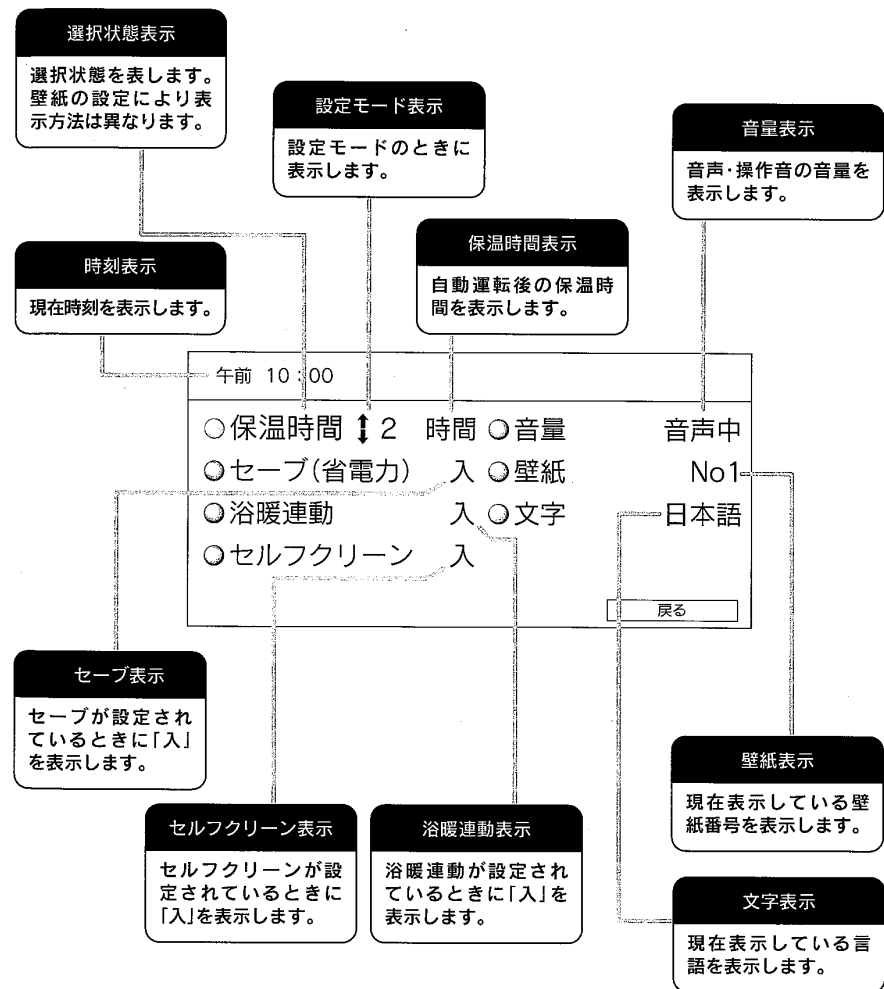 選択状態表示
選択状態を表します。
壁紙の設定により表
示方法は異なります。
設定モード表示
設定モードのときに
表示します。
音量表示
音声・操作音の音量を
表示します。
時刻表示
現在時刻を表示します。
保温時間表示
自動運転後の保温時
間を表示します。
午前 10:00
保温時間 2 時間 音量 音声中
セーブ(省電力) 入 壁紙 No1
浴暖連動 入 文字 日本語
セルフクリーン 入
戻る
セーブ表示
セーブが設定され
ているときに「入」
を表示します。
セルフクリーン表示
セルフクリーンが設
定されているときに
「入」を表示します。
浴暖連動表示
浴暖連動が設定され
ているときに「入」を
表示します。
壁紙表示
現在表示している壁
紙番号を表示します。
文字表示
現在表示している言
語を表示します。